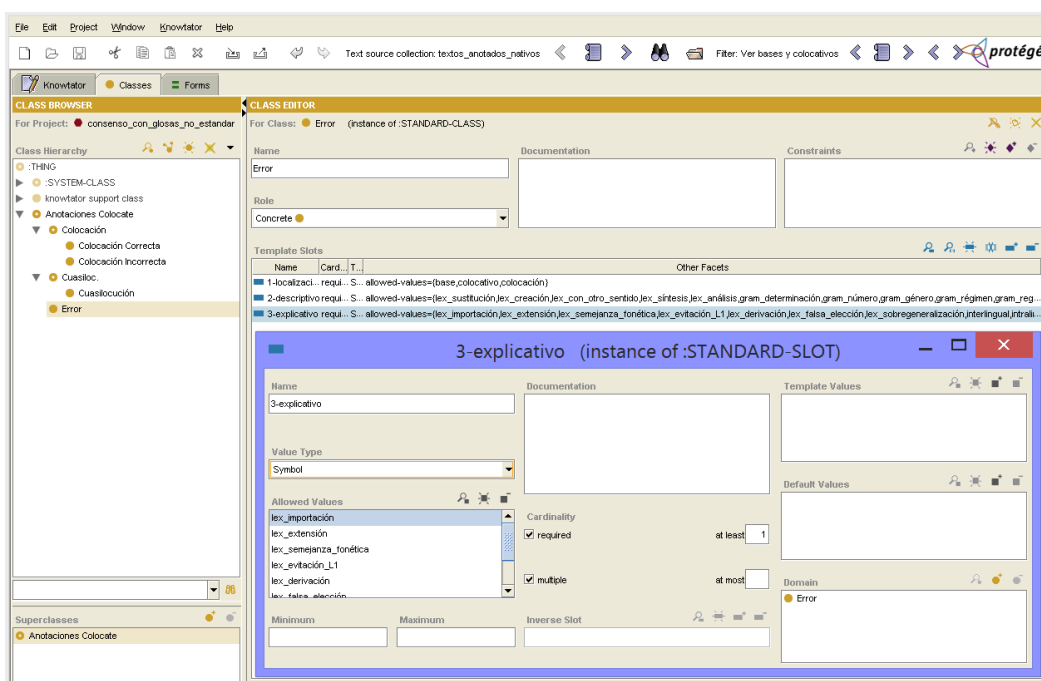 File Edit Project Window Knowtator Help
Text source collection: textos_anotados_nativos Filter: Ver bases y colocativos protégé
Knowtator Classes Forms
CLASS BROWSER
For Project: consenso_con_glosas_no_estandar
Class Hierarchy
:THING
:SYSTEM-CLASS
knowtator support class
Anotaciones Colocate
Colocación
Colocación Correcta
Colocación Incorrecta
Cuasiloc.
Cuasilocución
Error
Superclasses
Anotaciones Colocate
CLASS EDITOR
For Class: Error (instance of :STANDARD-CLASS)
Name Documentation Constraints
Error
Role
Concrete
Template Slots
Name Card... T... Other Facets
1-localizaci... requi... S... allowed-values={base,colocativo,colocación}
2-descriptivo requi... S... allowed-values={lex_sustitución,lex_creación,lex_con_otro_sentido,lex_síntesis,lex_análisis,gram_determinación,gram_número,gram_género,gram_régimen,gram_reg...
3-explicativo requi... S... allowed-values={lex_importación,lex_extensión,lex_semejanza_fonética,lex_evitación_L1,lex_derivación,lex_falsa_elección,lex_sobregeneralización,interlingual,intrali...
3-explicativo (instance of :STANDARD-SLOT)
Name Documentation Template Values
3-explicativo
Value Type
Symbol
Default Values
Allowed Values
lex_importación
lex_extensión
lex_semejanza_fonética
lex_evitación_L1
lex_derivación
lex_falsa_elección
Cardinality
required at least 1
multiple at most
Domain
Error
Minimum Maximum Inverse Slot